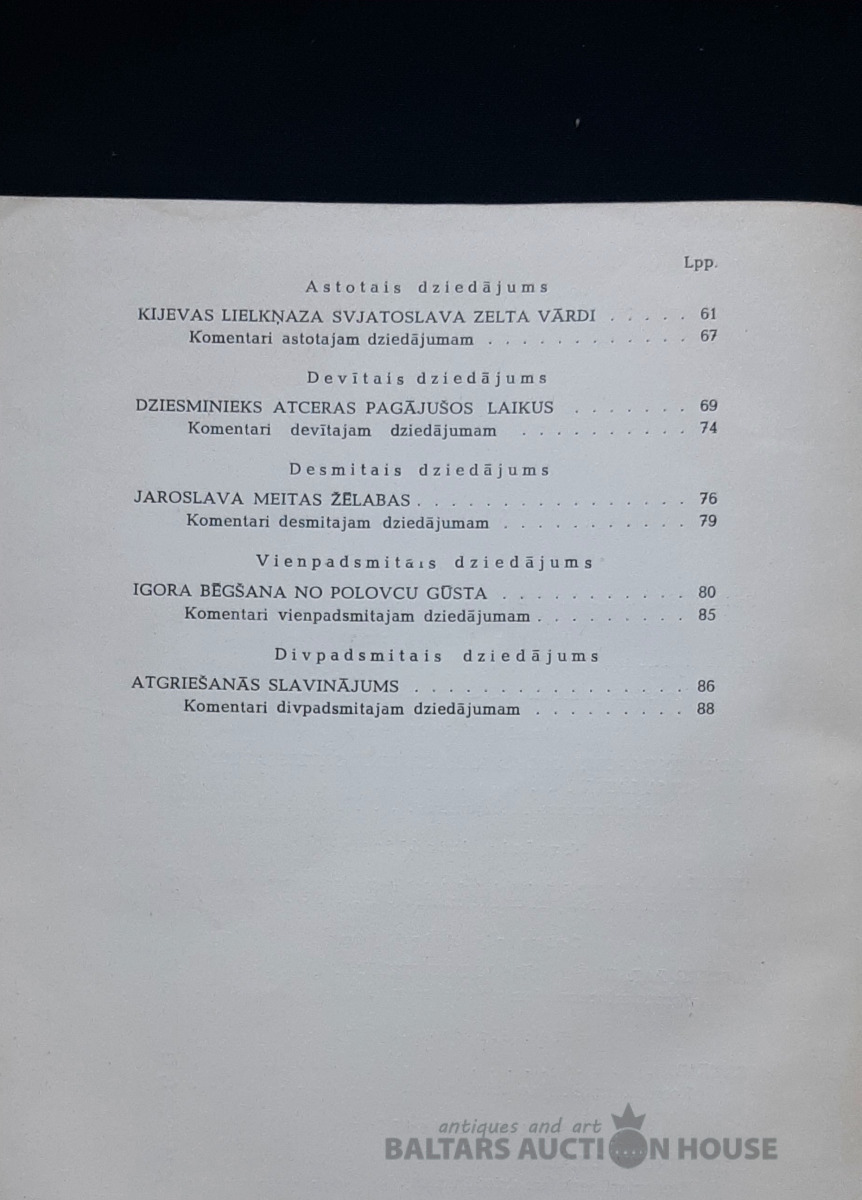 Lpp.
Astotais dziedājums
KIJEVAS LIELKŅAZA SVJATOSLAVA ZELTA VĀRDI . . . . . 61
Komentari astotajam dziedājumam . . . . . . . . . . . . 67
Devītais dziedājums
DZIESMIŅIEKS ATCERAS PAGĀJUŠOS LAIKUS . . . . . . . 69
Komentari devītajam dziedājumam . . . . . . . . . . 74
Desmitais dziedājums
JAROSLAVA MEITAS ŽĒLABAS . . . . . . . . . . . . . . . . 76
Komentari desmitajam dziedājumam . . . . . . . . . . . 79
Vienpadsmitais dziedājums
IGORA BĒGŠANA NO POLOVCU GŪSTA . . . . . . . . . . . 80
Komentari vienpadsmitajam dziedājumam . . . . . . . . . 85
Divpadsmitais dziedājums
ATGRIEŠANĀS SLAVINĀJUMS . . . . . . . . . . . . . . . . 86
Komentari divpadsmitajam dziedājumam . . . . . . . . . 88
antiques and art
BALTARS AUCTION HOUSE